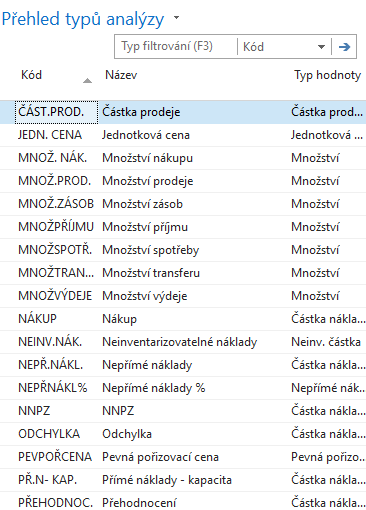 Přehled typů analýzy
Typ filtrování (F3) Kód
Kód Název Typ hodnoty
ČÁST.PROD. Částka prodeje Částka prod...
JEDN. CENA Jednotková cena Jednotková ...
MNOŽ. NÁK. Množství nákupu Množství
MNOŽ.PROD. Množství prodeje Množství
MNOŽ.ZÁSOB Množství zásob Množství
MNOŽPŘÍJMU Množství příjmu Množství
MNOŽSPOTŘ. Množství spotřeby Množství
MNOŽTRAN... Množství transferu Množství
MNOŽVÝDEJE Množství výdeje Množství
NÁKUP Nákup Částka nákla...
NEINV.NÁK. Neinventarizovatelné náklady Neinv. částka
NEPŘ.NÁKL. Nepřímé náklady Částka nákla...
NEPŘNÁKL% Nepřímé náklady % Nepřímé nák...
NNPZ NNPZ Částka nákla...
ODCHYLKA Odchylka Částka nákla...
PEVPOŘCENA Pevná pořizovací cena Pevná pořizo...
PŘ.N- KAP. Přímé náklady - kapacita Částka nákla...
PŘEHODNOC. Přehodnocení Částka nákla...